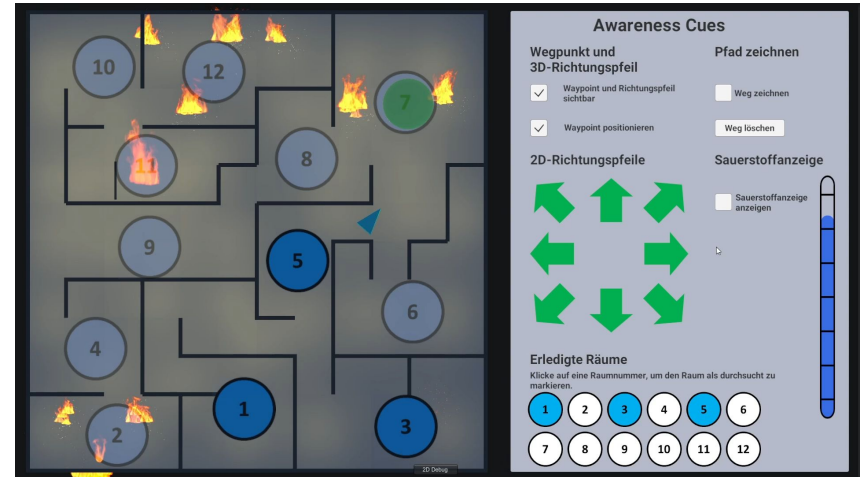 10
12
7
11
8
9
5
6
4
1
2
3
2D Debug
Awareness Cues
Wegpunkt und
3D-Richtungspfeil
Waypoint und Richtungspfeil
sichtbar
Waypoint positionieren
Pfad zeichnen
Weg zeichnen
Weg löschen
2D-Richtungspfeile
Sauerstoffanzeige
Sauerstoffanzeige
anzeigen
Erledigte Räume
Klicke auf eine Raumnummer, um den Raum als durchsucht zu
markieren.
1 2 3 4 5 6
7 8 9 10 11 12